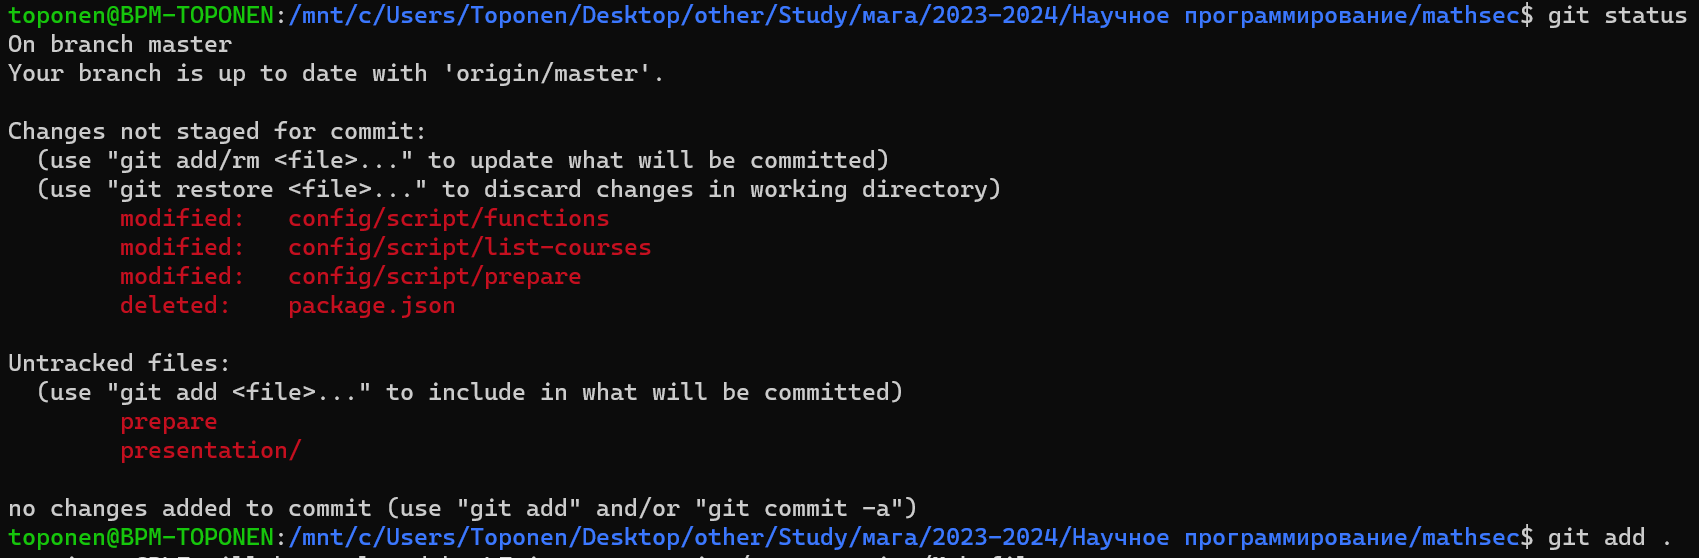 toponen@BPM-TOPONEN:/mnt/c/Users/Toponen/Desktop/other/Study/мага/2023-2024/Научное программирование/mathsec$ git status
On branch master
Your branch is up to date with 'origin/master'.
Changes not staged for commit:
(use "git add/rm <file>..." to update what will be committed)
(use "git restore <file>..." to discard changes in working directory)
modified: config/script/functions
modified: config/script/list-courses
modified: config/script/prepare
deleted: package.json
Untracked files:
(use "git add <file>..." to include in what will be committed)
prepare
presentation/
no changes added to commit (use "git add" and/or "git commit -a")
toponen@BPM-TOPONEN:/mnt/c/Users/Toponen/Desktop/other/Study/мага/2023-2024/Научное программирование/mathsec$ git add .